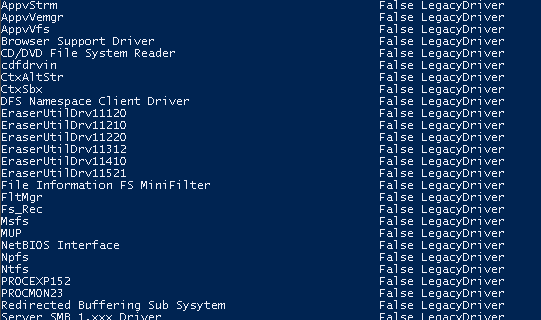 AppvStrm False LegacyDriver
AppvVemgr False LegacyDriver
AppvVfs False LegacyDriver
Browser Support Driver False LegacyDriver
CD/DVD File System Reader False LegacyDriver
cdfdrvin False LegacyDriver
CtxAltStr False LegacyDriver
CtxSbx False LegacyDriver
DFS Namespace Client Driver False LegacyDriver
EraserUtilDrv11120 False LegacyDriver
EraserUtilDrv11210 False LegacyDriver
EraserUtilDrv11220 False LegacyDriver
EraserUtilDrv11312 False LegacyDriver
EraserUtilDrv11410 False LegacyDriver
EraserUtilDrv11521 False LegacyDriver
File Information FS MiniFilter False LegacyDriver
FltMgr False LegacyDriver
Fs_Rec False LegacyDriver
Msfs False LegacyDriver
MUP False LegacyDriver
NetBIOS Interface False LegacyDriver
Npfs False LegacyDriver
Ntfs False LegacyDriver
PROCEXP152 False LegacyDriver
PROCMON23 False LegacyDriver
Redirected Buffering Sub Sysytem False LegacyDriver
Server SMB 1.xxx Driver False LegacyDriver